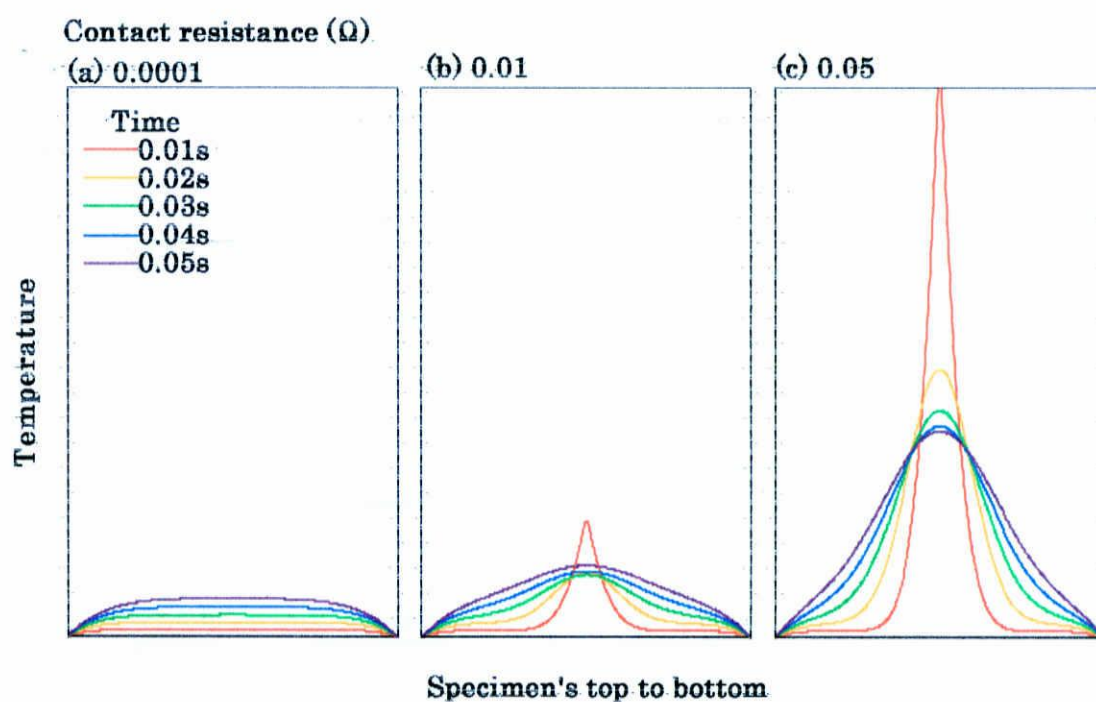 Contact resistance (Ω)
(a) 0.0001
(b) 0.01
(c) 0.05
Time
0.01s
0.02s
0.03s
0.04s
0.05s
Temperature
Specimen's top to bottom